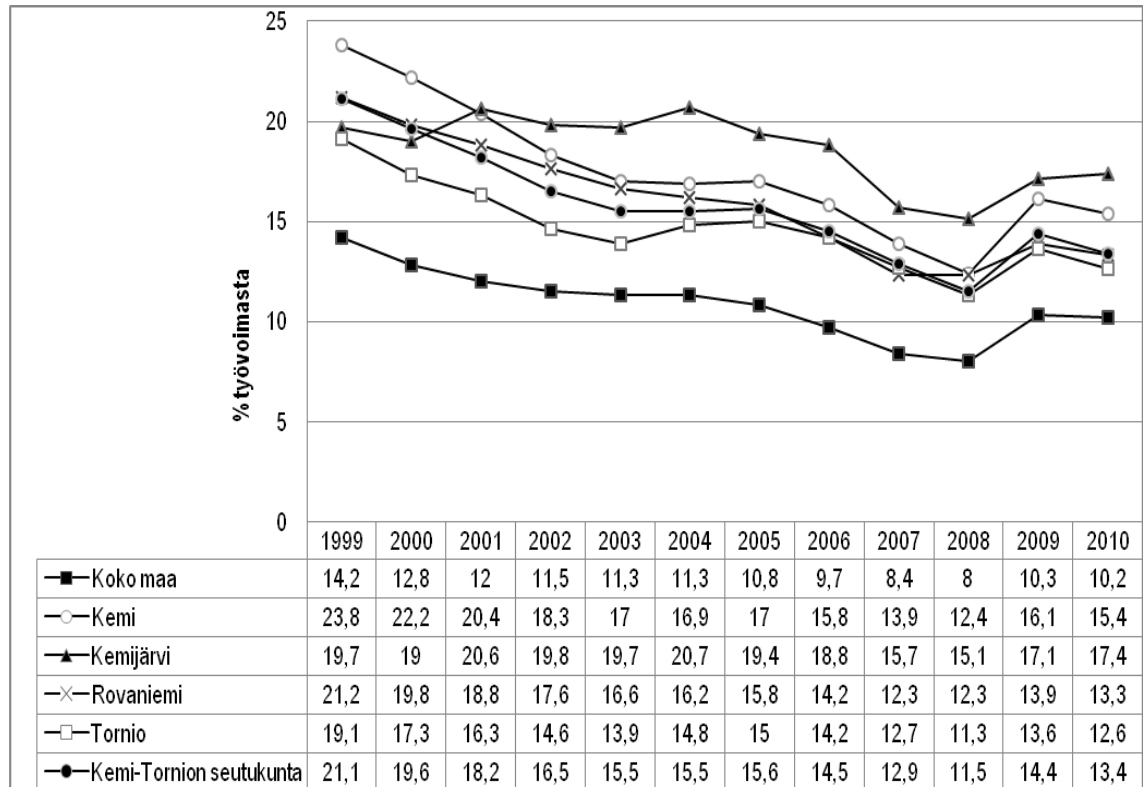 25
20
15
10
5
0
% työvoimasta
1999 2000 2001 2002 2003 2004 2005 2006 2007 2008 2009 2010
Koko maa 14,2 12,8 12 11,5 11,3 11,3 10,8 9,7 8,4 8 10,3 10,2
Kemi 23,8 22,2 20,4 18,3 17 16,9 17 15,8 13,9 12,4 16,1 15,4
Kemijärvi 19,7 19 20,6 19,8 19,7 20,7 19,4 18,8 15,7 15,1 17,1 17,4
Rovaniemi 21,2 19,8 18,8 17,6 16,6 16,2 15,8 14,2 12,3 12,3 13,9 13,3
Tornio 19,1 17,3 16,3 14,6 13,9 14,8 15 14,2 12,7 11,3 13,6 12,6
Kemi-Tornion seutukunta 21,1 19,6 18,2 16,5 15,5 15,5 15,6 14,5 12,9 11,5 14,4 13,4